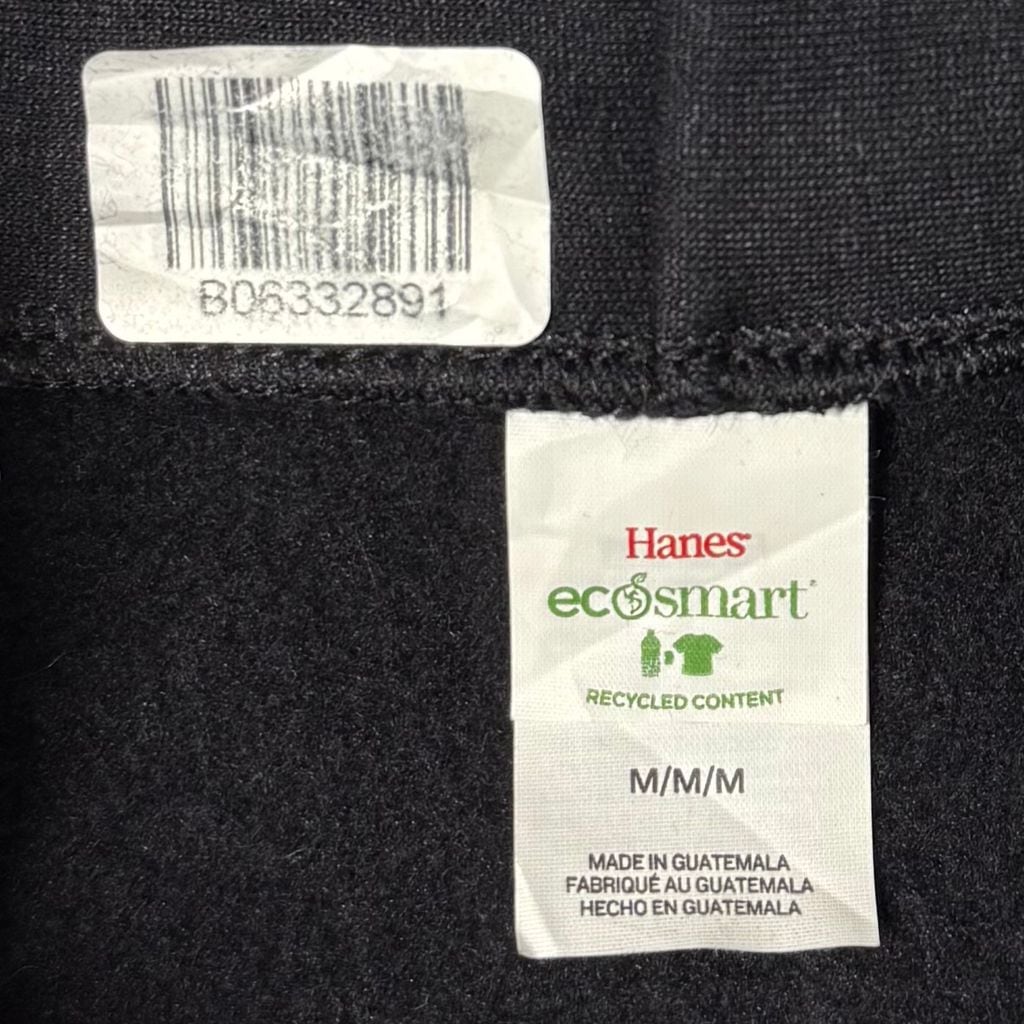 B06332891
Hanes
ecosmart
RECYCLED CONTENT
M/M/M
MADE IN GUATEMALA
FABRIQUÉ AU GUATEMALA
HECHO EN GUATEMALA